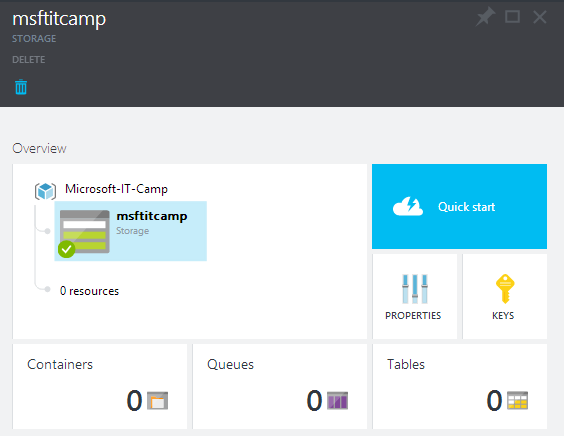 msftitcamp
STORAGE
DELETE
Overview
Microsoft-IT-Camp
msftitcamp
Storage
0 resources
Quick start
PROPERTIES
KEYS
Containers
0
Queues
0
Tables
0